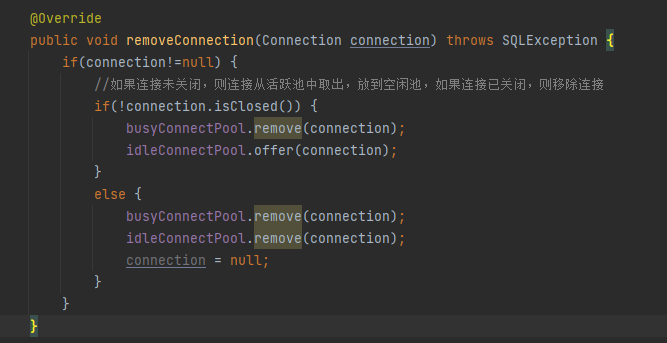 @Override
public void removeConnection(Connection connection) throws SQLException {
if(connection!=null) {
//如果连接未关闭，则连接从活跃池中取出，放到空闲池，如果连接已关闭，则移除连接
if(!connection.isClosed()) {
busyConnectPool.remove(connection);
idleConnectPool.offer(connection);
}
else {
busyConnectPool.remove(connection);
idleConnectPool.remove(connection);
connection = null;
}
}
}